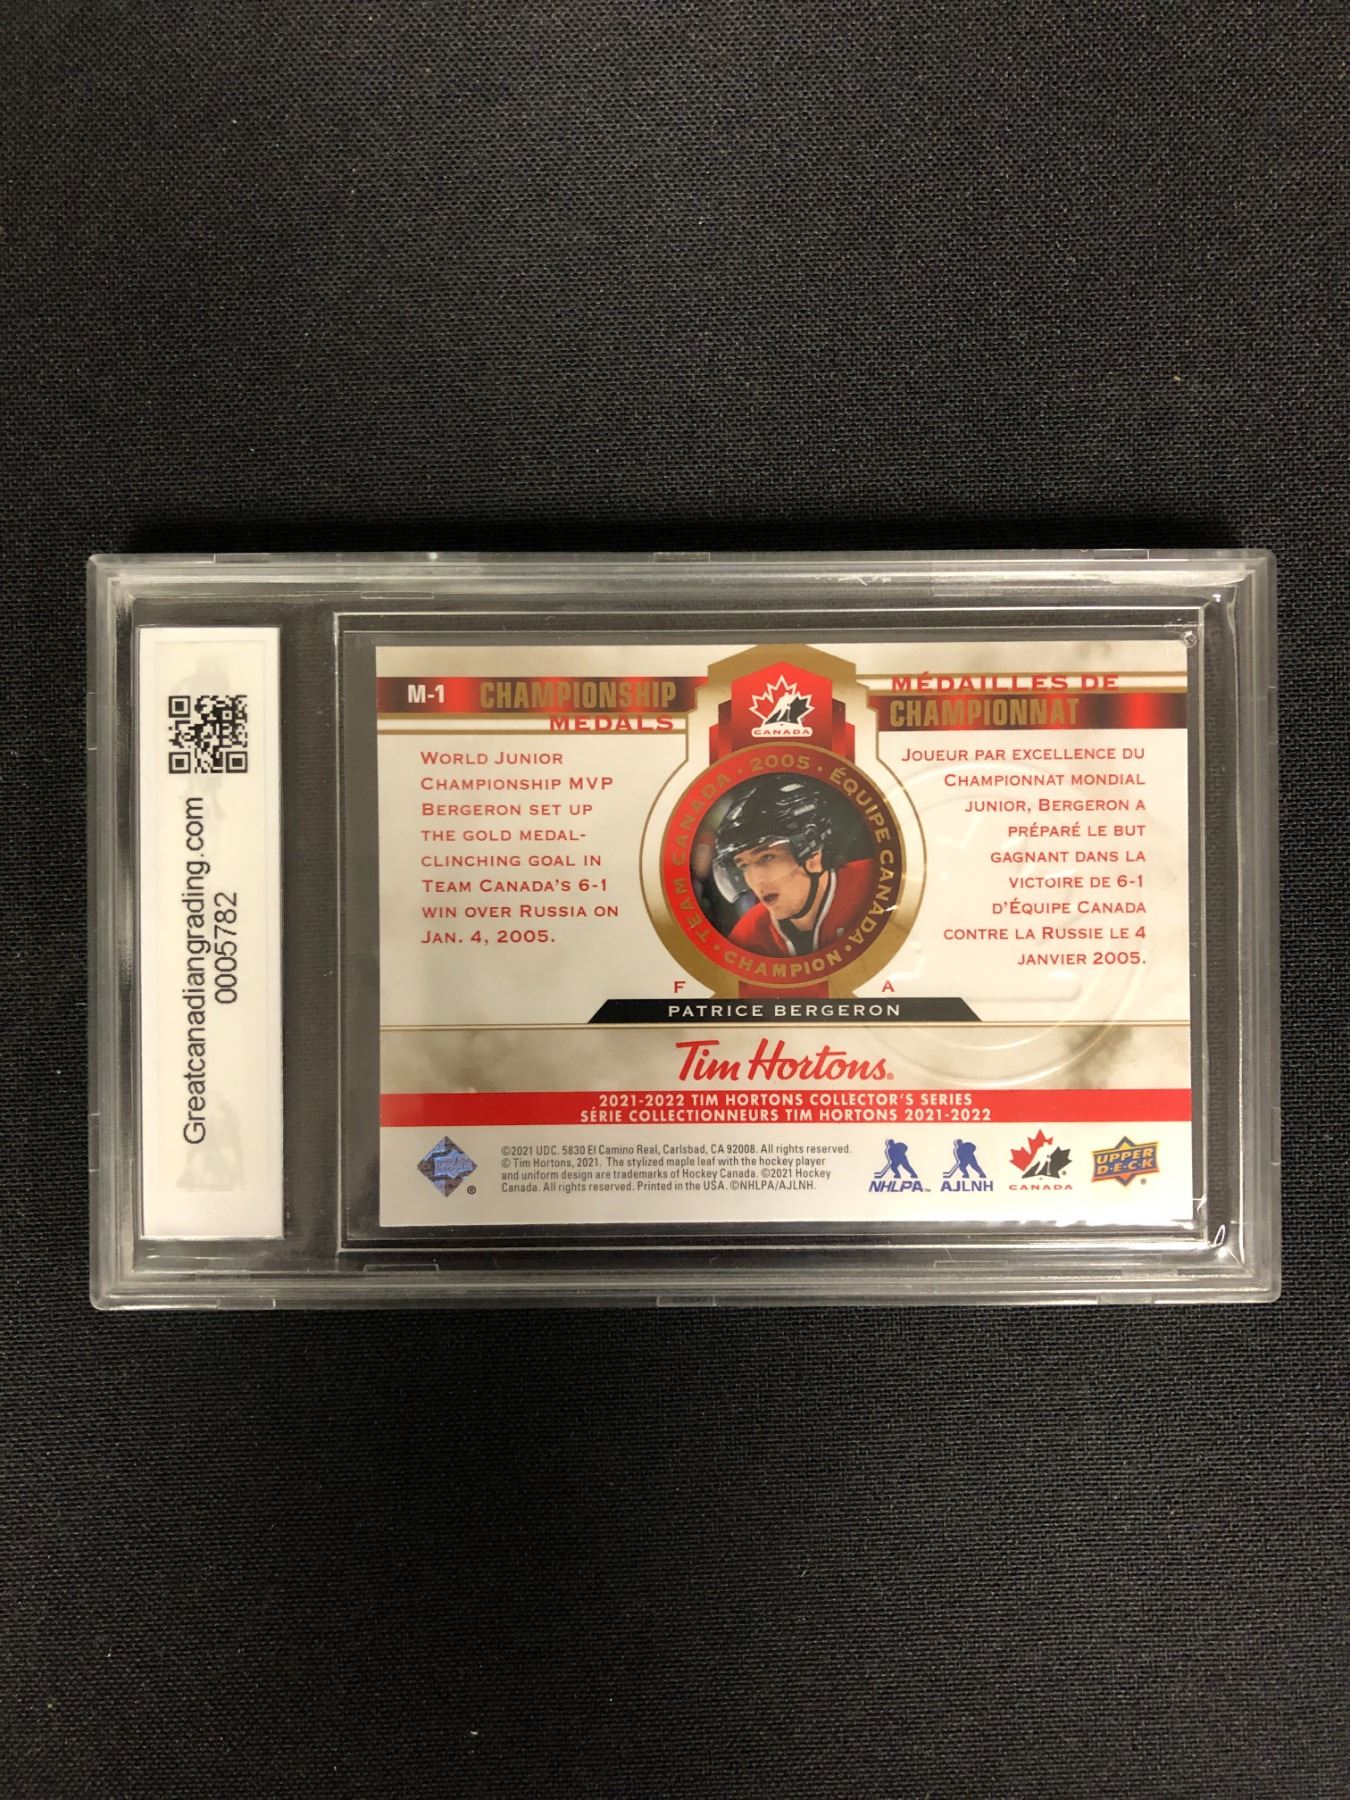 Greatcanadiangrading.com
0005782
M-1 CHAMPIONSHIP
MEDALS
MÉDAILLES DE
CHAMPIONNAT
CANADA
WORLD JUNIOR
CHAMPIONSHIP MVP
BERGERON SET UP
THE GOLD MEDAL-
CLINCHING GOAL IN
TEAM CANADA'S 6-1
WIN OVER RUSSIA ON
JAN. 4, 2005.
TEAM CANADA • 2005 • ÉQUIPE CANADA
• CHAMPION •
JOUEUR PAR EXCELLENCE DU
CHAMPIONNAT MONDIAL
JUNIOR, BERGERON A
PRÉPARÉ LE BUT
GAGNANT DANS LA
VICTOIRE DE 6-1
D'ÉQUIPE CANADA
CONTRE LA RUSSIE LE 4
JANVIER 2005.
F A
PATRICE BERGERON
Tim Hortons®
2021-2022 TIM HORTONS COLLECTOR'S SERIES
SÉRIE COLLECTIONNEURS TIM HORTONS 2021-2022
©2021 UDC. 5830 El Camino Real, Carlsbad, CA 92008. All rights reserved.
© Tim Hortons, 2021. The stylized maple leaf with the hockey player
and uniform design are trademarks of Hockey Canada. ©2021 Hockey
Canada. All rights reserved. Printed in the USA. ©NHLPA/AJLNH.
®
NHLPA™ AJLNH
CANADA®
UPPER
D·E·C·K®